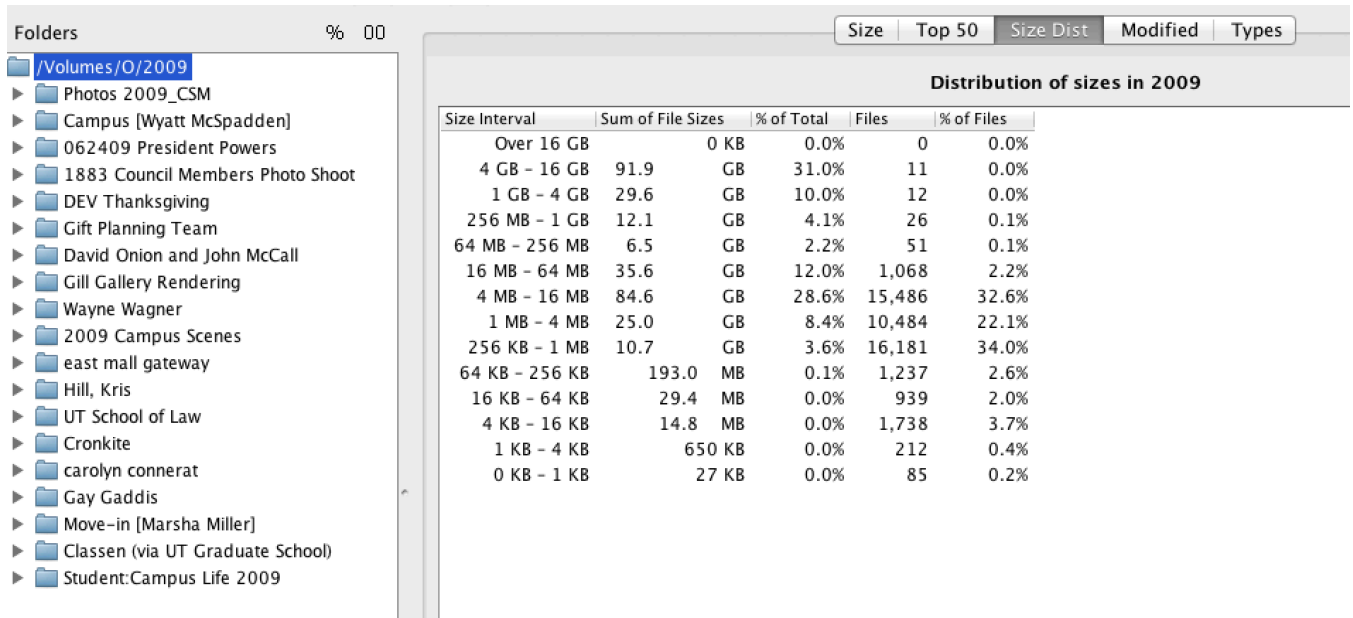 Folders % 00
/Volumes/O/2009
Photos 2009_CSM
Campus [Wyatt McSpadden]
062409 President Powers
1883 Council Members Photo Shoot
DEV Thanksgiving
Gift Planning Team
David Onion and John McCall
Gill Gallery Rendering
Wayne Wagner
2009 Campus Scenes
east mall gateway
Hill, Kris
UT School of Law
Cronkite
carolyn connerat
Gay Gaddis
Move-in [Marsha Miller]
Classen (via UT Graduate School)
Student:Campus Life 2009
Size Top 50 Size Dist Modified Types
Distribution of sizes in 2009
Size Interval Sum of File Sizes % of Total Files % of Files
Over 16 GB 0 KB 0.0% 0 0.0%
4 GB - 16 GB 91.9 GB 31.0% 11 0.0%
1 GB - 4 GB 29.6 GB 10.0% 12 0.0%
256 MB - 1 GB 12.1 GB 4.1% 26 0.1%
64 MB - 256 MB 6.5 GB 2.2% 51 0.1%
16 MB - 64 MB 35.6 GB 12.0% 1,068 2.2%
4 MB - 16 MB 84.6 GB 28.6% 15,486 32.6%
1 MB - 4 MB 25.0 GB 8.4% 10,484 22.1%
256 KB - 1 MB 10.7 GB 3.6% 16,181 34.0%
64 KB - 256 KB 193.0 MB 0.1% 1,237 2.6%
16 KB - 64 KB 29.4 MB 0.0% 939 2.0%
4 KB - 16 KB 14.8 MB 0.0% 1,738 3.7%
1 KB - 4 KB 650 KB 0.0% 212 0.4%
0 KB - 1 KB 27 KB 0.0% 85 0.2%